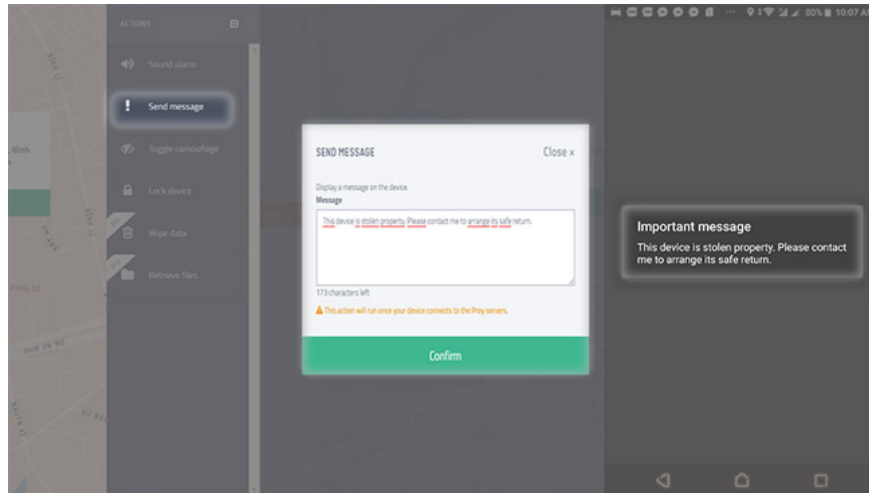 ACTIONS
Sound alarm
Send message
Toggle camouflage
Lock device
Wipe data
Retrieve files
SEND MESSAGE
Close ×
Display a message on the device.
Message
This device is stolen property. Please contact me to arrange its safe return.
173 characters left
This action will run once your device connects to the Prey servers.
Confirm
80% 10:07 AM
Important message
This device is stolen property. Please contact
me to arrange its safe return.